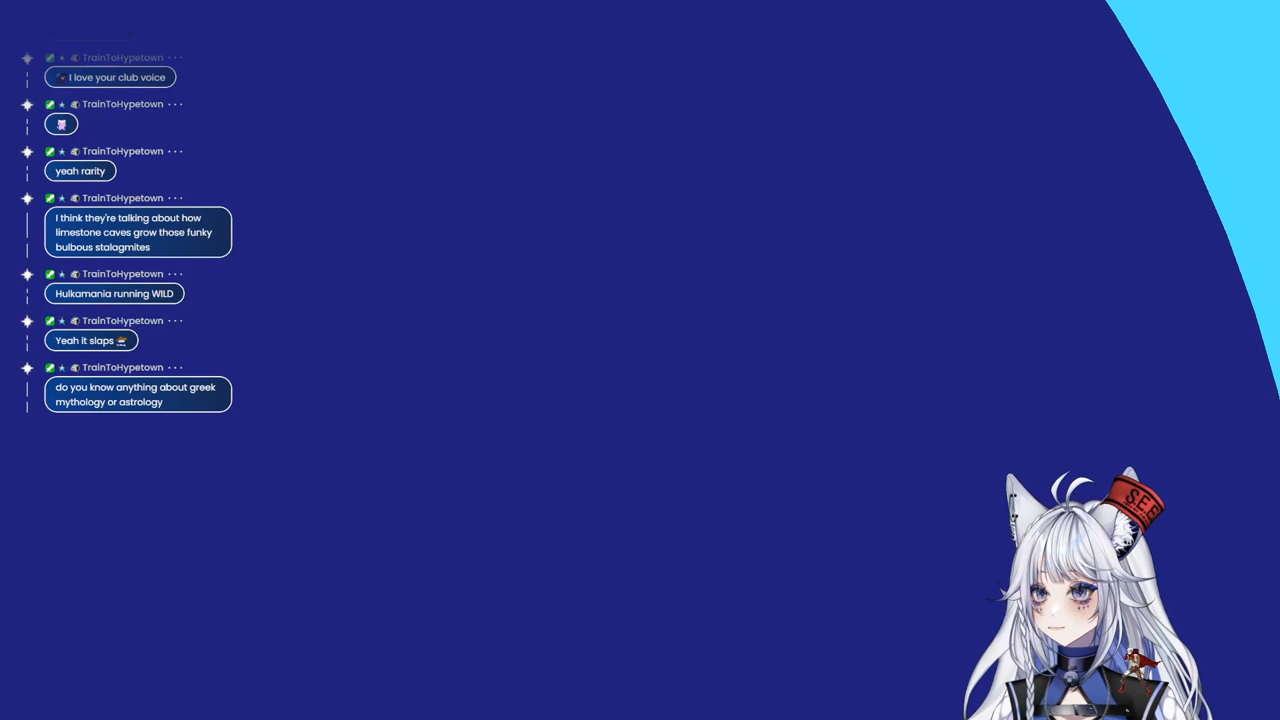 TrainToHypetown
I love your club voice
TrainToHypetown
TrainToHypetown
yeah rarity
TrainToHypetown
I think they're talking about how
limestone caves grow those funky
bulbous stalagmites
TrainToHypetown
Hulkamania running WILD
TrainToHypetown
Yeah it slaps
TrainToHypetown
do you know anything about greek
mythology or astrology
S.E.E